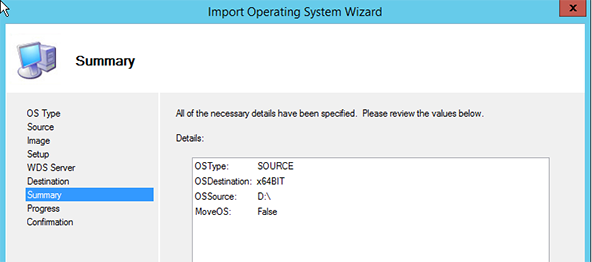 Import Operating System Wizard
x
Summary
OS Type
Source
Image
Setup
WDS Server
Destination
Summary
Progress
Confirmation
All of the necessary details have been specified. Please review the values below.
Details:
OSType: SOURCE
OSDestination: x64BIT
OSSource: D:\
MoveOS: False